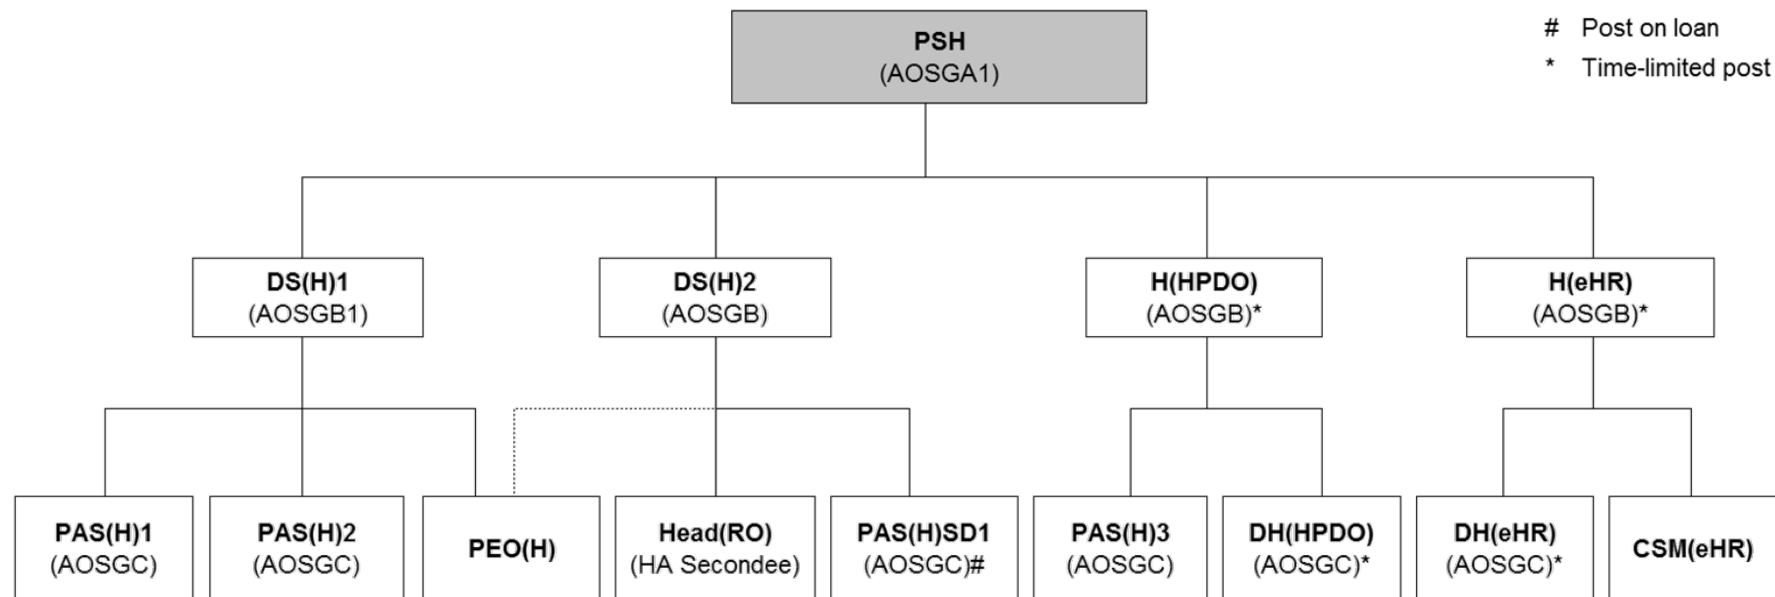 PSH
(AOSGA1)
# Post on loan
* Time-limited post
DS(H)1
(AOSGB1)
DS(H)2
(AOSGB)
H(HPDO)
(AOSGB)*
H(eHR)
(AOSGB)*
PAS(H)1
(AOSGC)
PAS(H)2
(AOSGC)
PEO(H)
Head(RO)
(HA Secondee)
PAS(H)SD1
(AOSGC)#
PAS(H)3
(AOSGC)
DH(HPDO)
(AOSGC)*
DH(eHR)
(AOSGC)*
CSM(eHR)